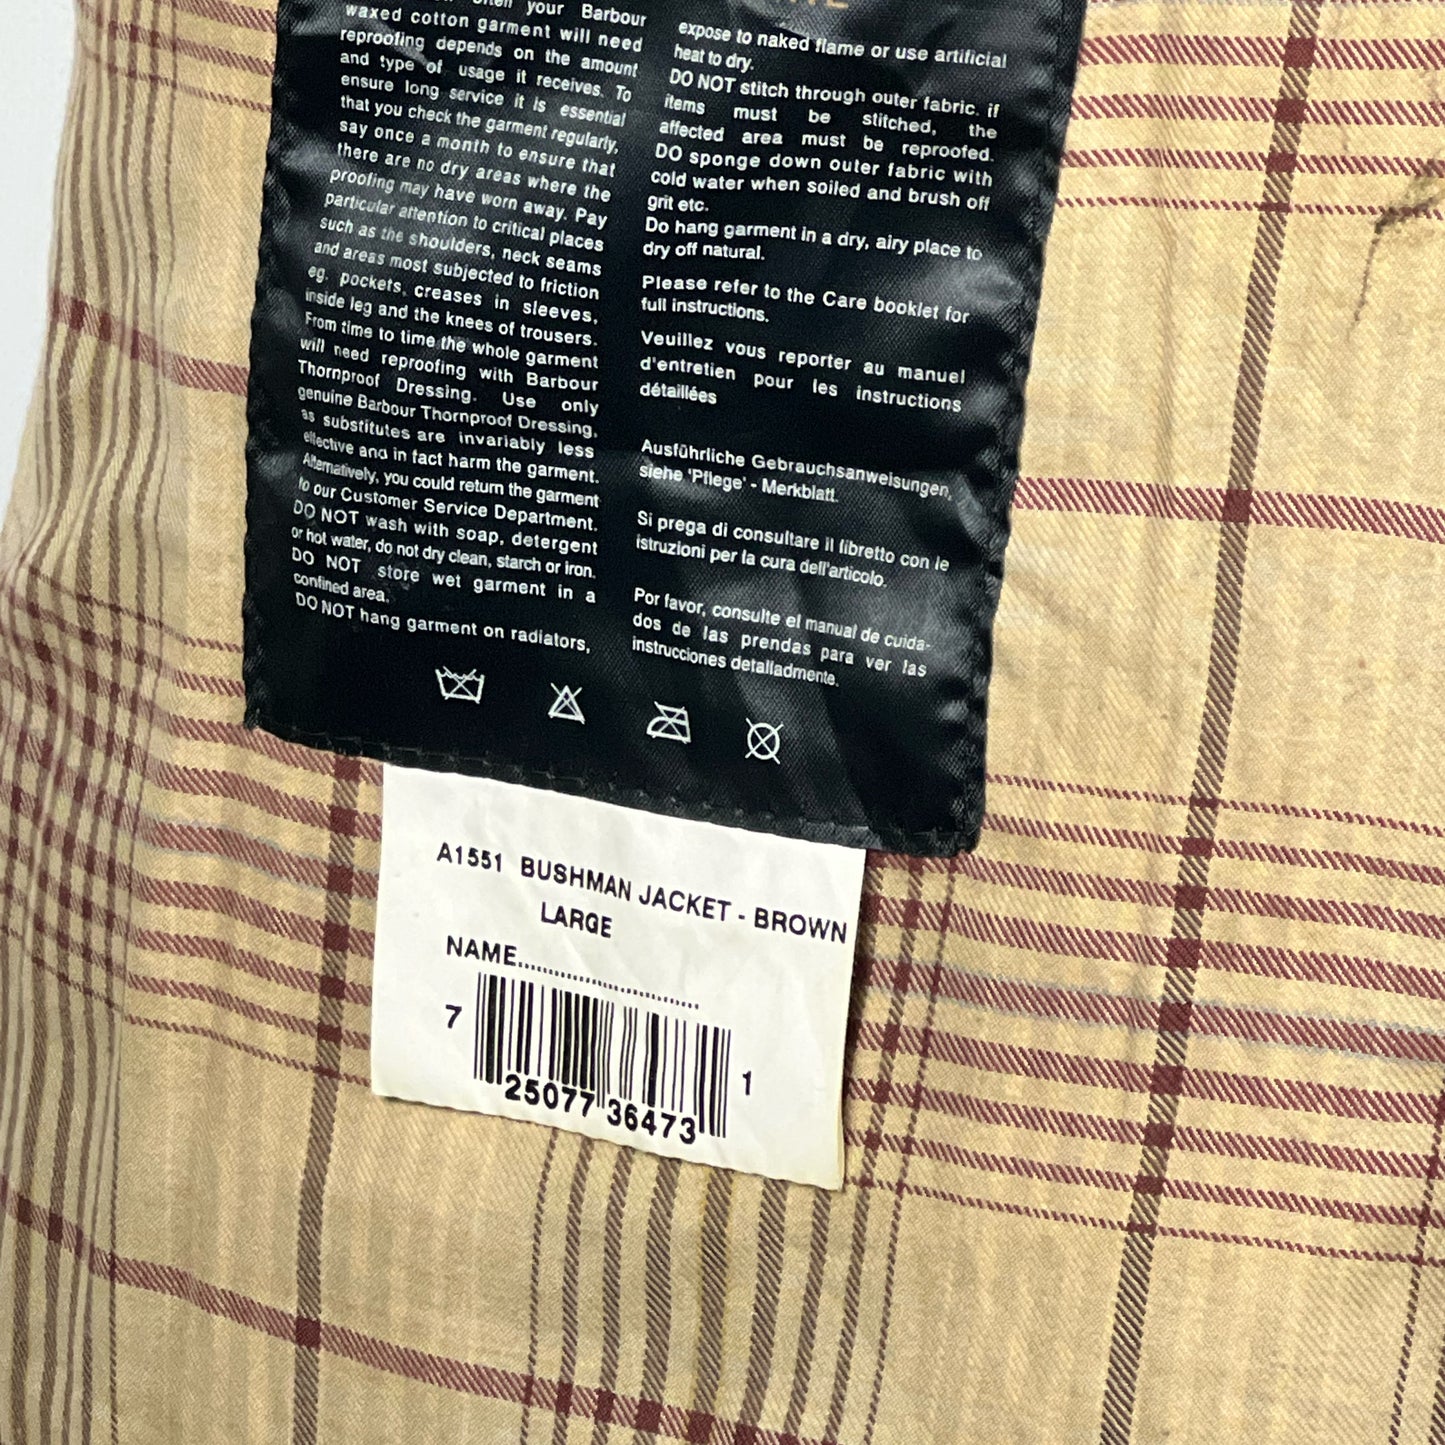 your Barbour
waxed cotton garment will need
reproofing depends on the amount
and type of usage it receives. To
ensure long service it is essential
that you check the garment regularly,
say once a month to ensure that
there are no dry areas where the
proofing may have worn away. Pay
particular attention to critical places
such as the shoulders, neck seams
and areas most subjected to friction
eg. pockets, creases in sleeves,
inside leg and the knees of trousers.
From time to time the whole garment
will need reproofing with Barbour
Thornproof Dressing. Use only
genuine Barbour Thornproof Dressing,
as substitutes are invariably less
effective and in fact harm the garment.
Alternatively, you could return the garment
to our Customer Service Department.
DO NOT wash with soap, detergent
or hot water, do not dry clean, starch or iron.
DO NOT store wet garment in a
confined area.
DO NOT hang garment on radiators,
expose to naked flame or use artificial
heat to dry.
DO NOT stitch through outer fabric. if
items must be stitched, the
affected area must be reproofed.
DO sponge down outer fabric with
cold water when soiled and brush off
grit etc.
Do hang garment in a dry, airy place to
dry off natural.
Please refer to the Care booklet for
full instructions.
Veuillez vous reporter au manuel
d'entretien pour les instructions
détaillées
Ausführliche Gebrauchsanweisungen,
siehe 'Pflege' - Merkblatt.
Si prega di consultare il libretto con le
istruzioni per la cura dell'articolo.
Por favor, consulte el manual de cuida-
dos de las prendas para ver las
instrucciones detalladmente.
A1551 BUSHMAN JACKET - BROWN
LARGE
NAME..............................
7 25077 36473 1